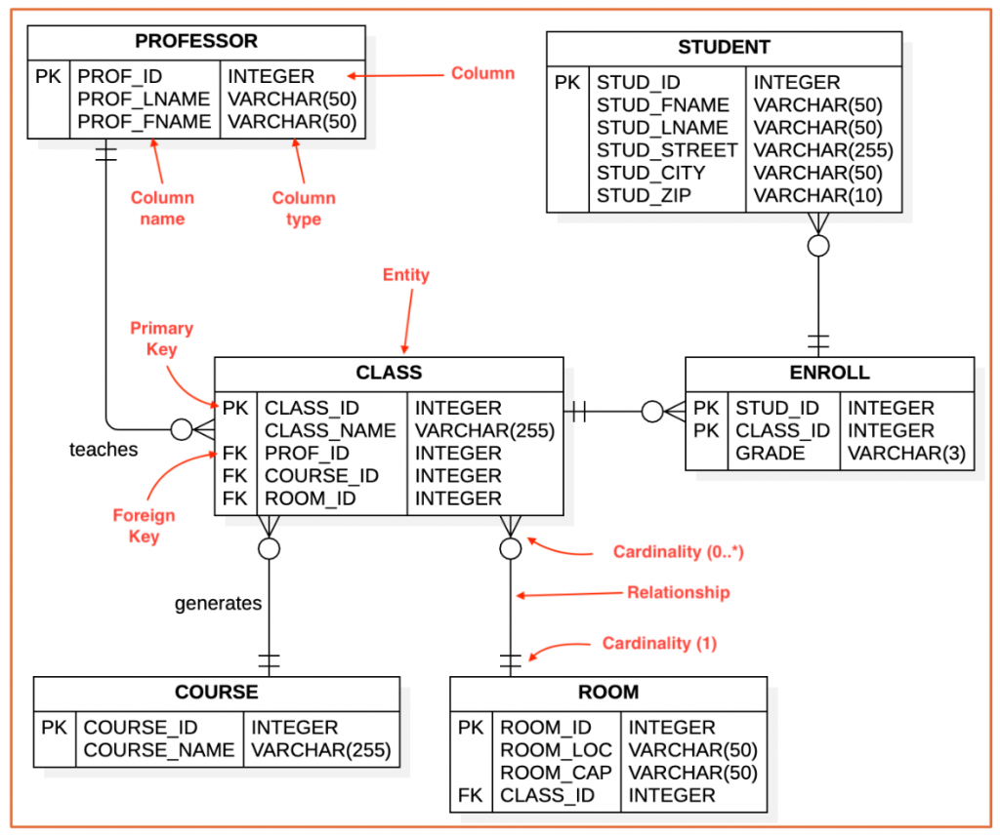 PROFESSOR
PK PROF_ID INTEGER
PROF_LNAME VARCHAR(50)
PROF_FNAME VARCHAR(50)
Column
Column
name
Column
type
STUDENT
PK STUD_ID INTEGER
STUD_FNAME VARCHAR(50)
STUD_LNAME VARCHAR(50)
STUD_STREET VARCHAR(255)
STUD_CITY VARCHAR(50)
STUD_ZIP VARCHAR(10)
Entity
Primary
Key
CLASS
PK CLASS_ID INTEGER
CLASS_NAME VARCHAR(255)
FK PROF_ID INTEGER
FK COURSE_ID INTEGER
FK ROOM_ID INTEGER
teaches
Foreign
Key
ENROLL
PK STUD_ID INTEGER
PK CLASS_ID INTEGER
GRADE VARCHAR(3)
Cardinality (0..*)
Relationship
generates
Cardinality (1)
COURSE
PK COURSE_ID INTEGER
COURSE_NAME VARCHAR(255)
ROOM
PK ROOM_ID INTEGER
ROOM_LOC VARCHAR(50)
ROOM_CAP VARCHAR(50)
FK CLASS_ID INTEGER